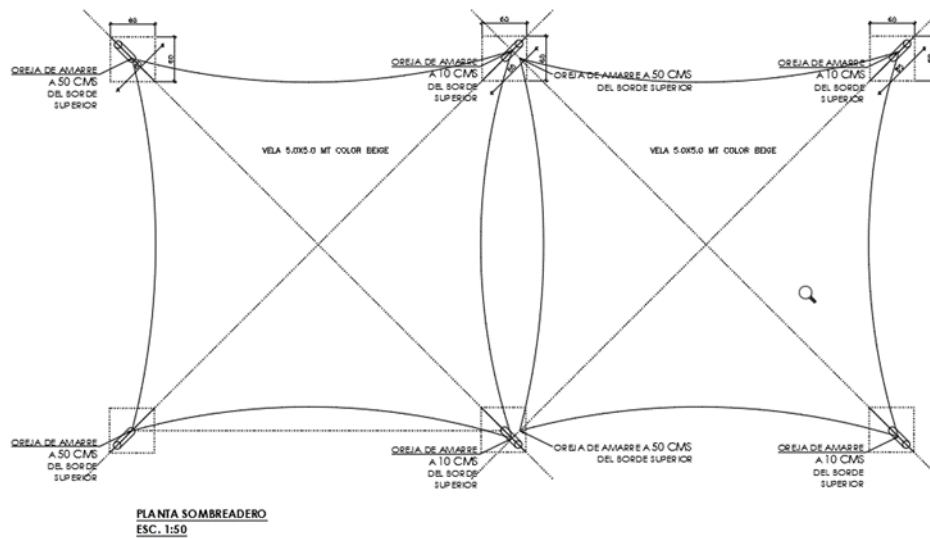 60
60
60
60
60
OREJA DE AMARRE
A 50 CMS
DEL BORDE
SUPERIOR
OREJA DE AMARRE
A 10 CMS
DEL BORDE
SUPERIOR
OREJA DE AMARRE A 50 CMS
DEL BORDE SUPERIOR
OREJA DE AMARRE
A 10 CMS
DEL BORDE
SUPERIOR
VELA 5.0X5.0 MT COLOR BEIGE
VELA 5.0X5.0 MT COLOR BEIGE
OREJA DE AMARRE
A 50 CMS
DEL BORDE
SUPERIOR
OREJA DE AMARRE
A 10 CMS
DEL BORDE
SUPERIOR
OREJA DE AMARRE A 50 CMS
DEL BORDE SUPERIOR
OREJA DE AMARRE
A 10 CMS
DEL BORDE
SUPERIOR
PLANTA SOMBREADERO
ESC. 1:50